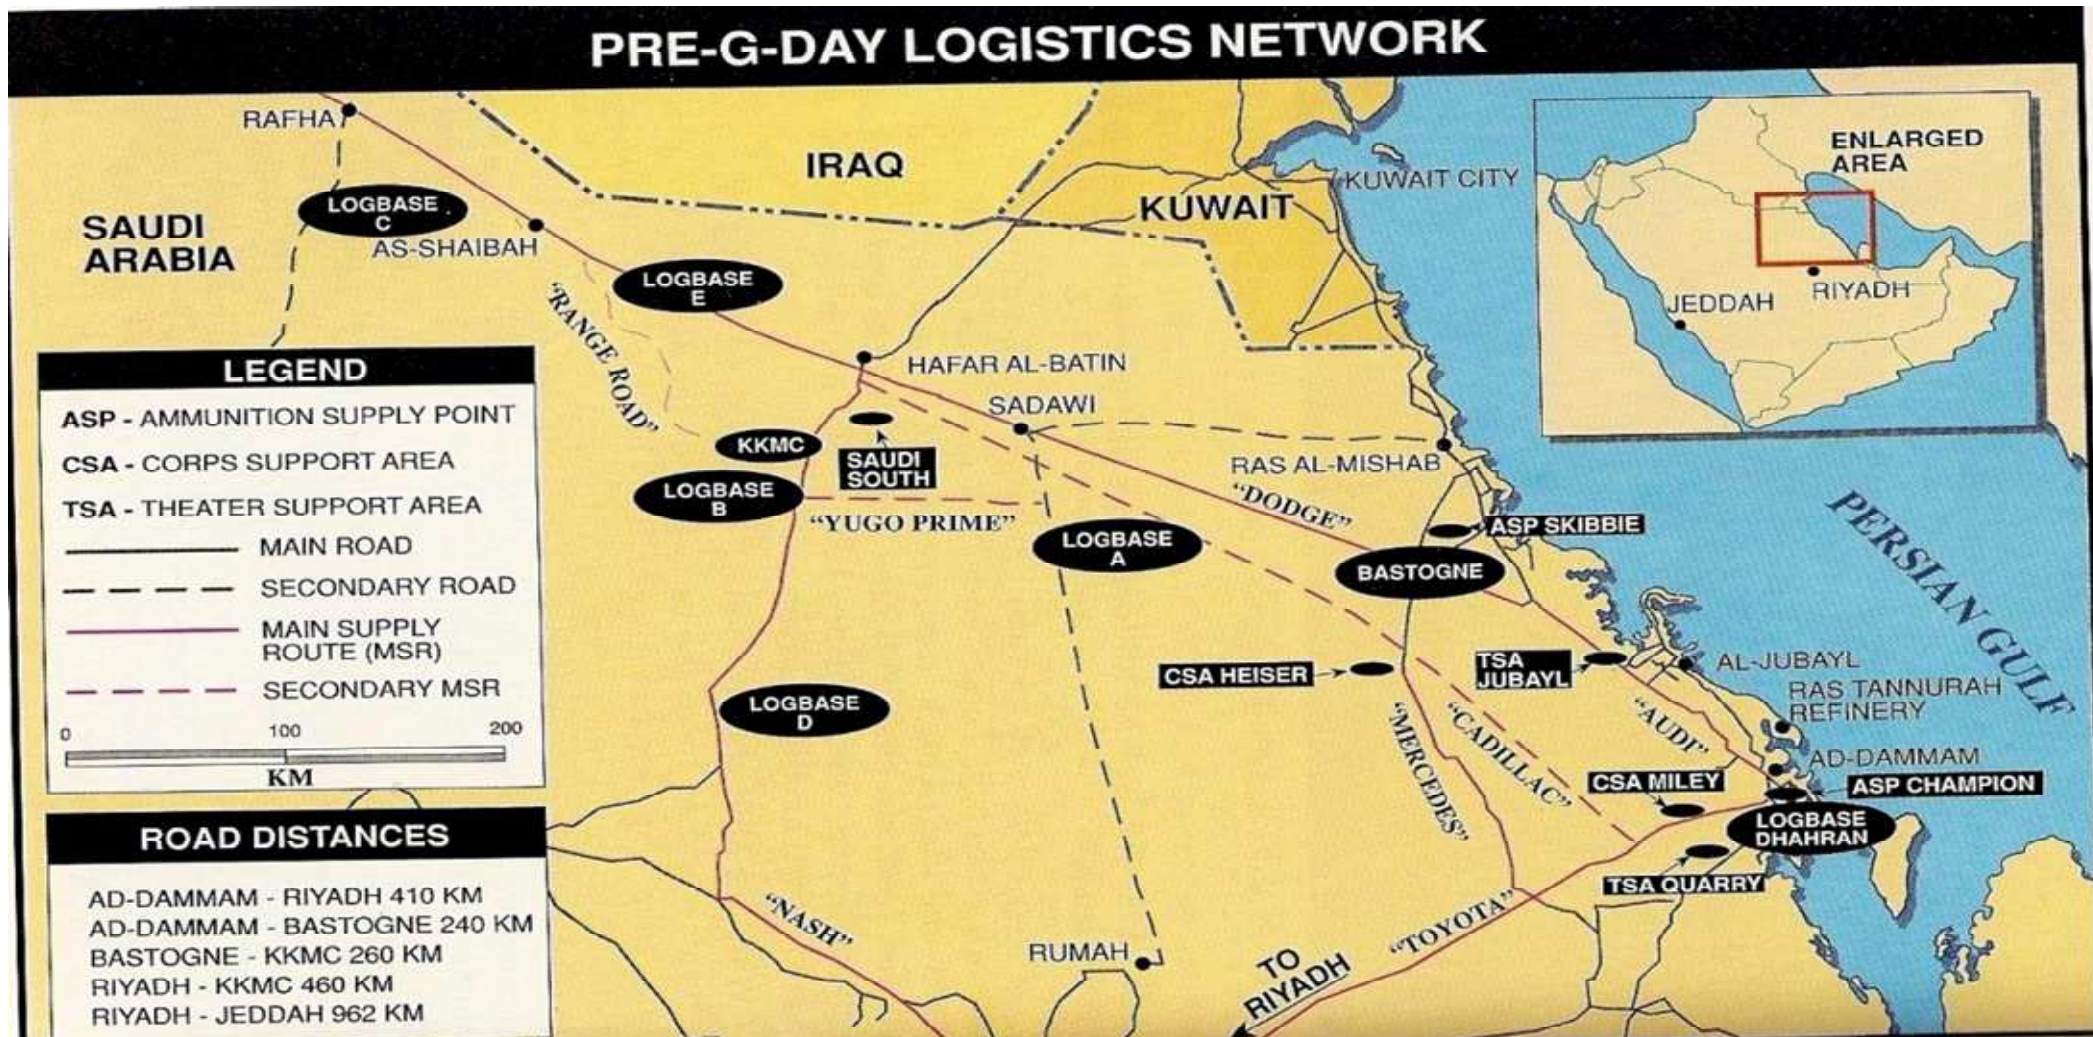 PRE-G-DAY LOGISTICS NETWORK
RAFHA
IRAQ
ENLARGED
AREA
KUWAIT CITY
LOGBASE
C
KUWAIT
SAUDI
ARABIA
AS-SHAIBAH
LOGBASE
E
JEDDAH
RIYADH
"RANGE ROAD"
HAFAR AL-BATIN
SADAWI
KKMC
SAUDI
SOUTH
RAS AL-MISHAB
LOGBASE
B
"YUGO PRIME"
"DODGE"
ASP SKIBBIE
PERSIAN GULF
LOGBASE
A
BASTOGNE
CSA HEISER
TSA
JUBAYL
AL-JUBAYL
RAS TANNURAH
REFINERY
LOGBASE
D
"MERCEDES"
"CADILLAC"
"AUDI"
AD-DAMMAM
CSA MILEY
ASP CHAMPION
LOGBASE
DHAHRAN
TSA QUARRY
"NASH"
"TOYOTA"
RUMAH
TO
RIYADH
LEGEND
ASP - AMMUNITION SUPPLY POINT
CSA - CORPS SUPPORT AREA
TSA - THEATER SUPPORT AREA
MAIN ROAD
SECONDARY ROAD
MAIN SUPPLY
ROUTE (MSR)
SECONDARY MSR
0 100 200
KM
ROAD DISTANCES
AD-DAMMAM - RIYADH 410 KM
AD-DAMMAM - BASTOGNE 240 KM
BASTOGNE - KKMC 260 KM
RIYADH - KKMC 460 KM
RIYADH - JEDDAH 962 KM